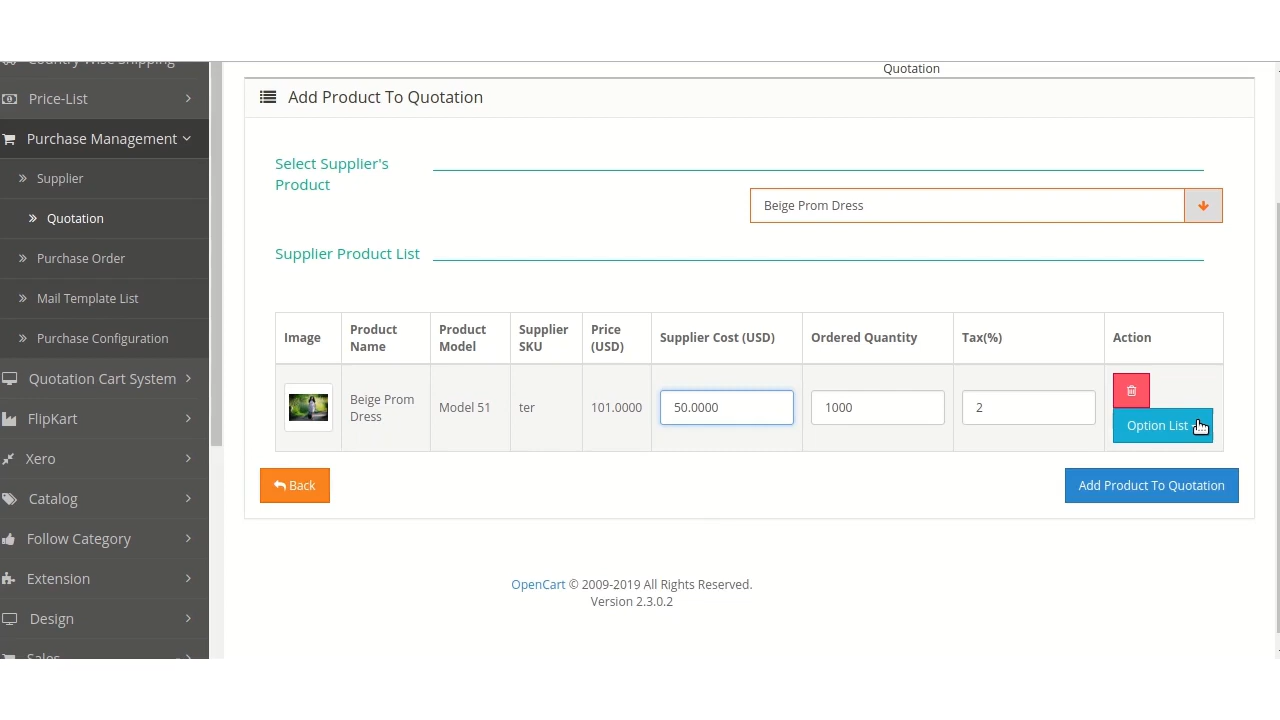 Country Wise Shipping
Quotation
Price-List
Add Product To Quotation
Purchase Management
Supplier
Quotation
Purchase Order
Mail Template List
Purchase Configuration
Quotation Cart System
FlipKart
Xero
Catalog
Follow Category
Extension
Design
Sales
Select Supplier's
Product
Beige Prom Dress
Supplier Product List
Image
Product
Name
Product
Model
Supplier
SKU
Price
(USD)
Supplier Cost (USD)
Ordered Quantity
Tax(%)
Action
Beige Prom
Dress
Model 51
ter
101.0000
50.0000
1000
2
Option List
Back
Add Product To Quotation
OpenCart © 2009-2019 All Rights Reserved.
Version 2.3.0.2